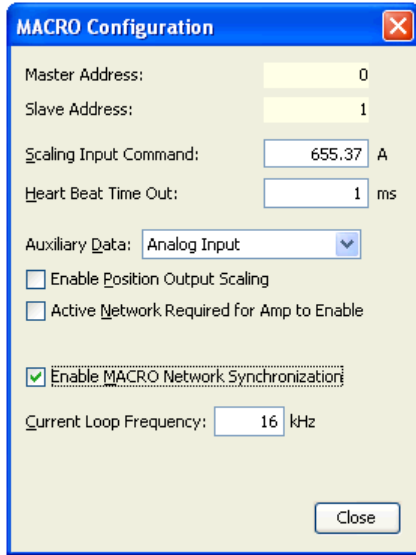 MACRO Configuration
Master Address: 0
Slave Address: 1
Scaling Input Command: 655.37 A
Heart Beat Time Out: 1 ms
Auxiliary Data: Analog Input
Enable Position Output Scaling
Active Network Required for Amp to Enable
Enable MACRO Network Synchronization
Current Loop Frequency: 16 kHz
Close